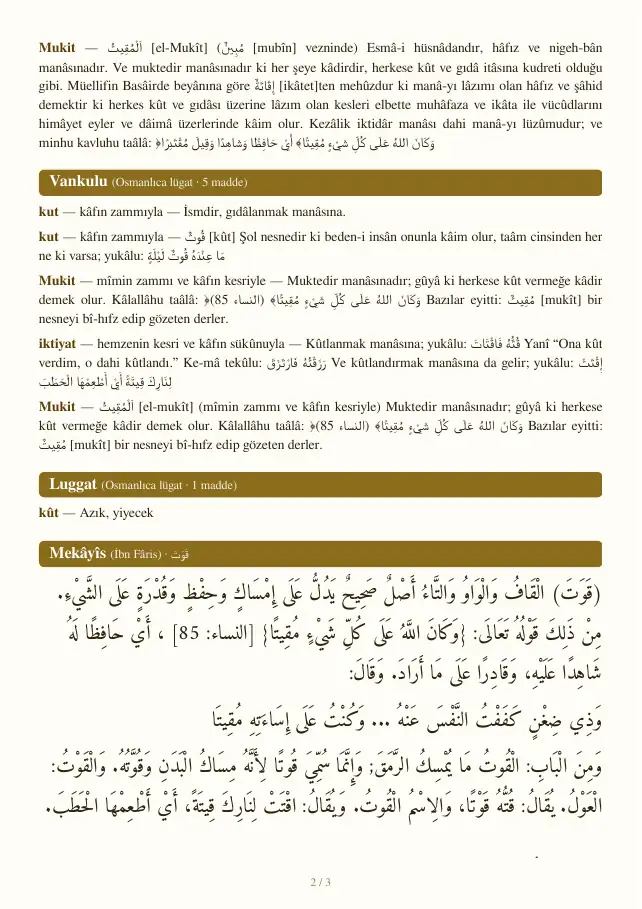 Mukit — اَلْمُقِيتُ [el-Mukît] (مُبِينٌ [mubîn] vezninde) Esmâ-i hüsnâdandır, hâfız ve nigeh-bân
manâsınadır. Ve muktedir manâsınadır ki her şeye kâdirdir, herkese kût ve gıdâ itâsına kudreti olduğu
gibi. Müellifin Basâirde beyânına göre إِقَاتَةٌ [ikâtet]ten mehûzdur ki manâ-yı lâzımı olan hâfız ve şâhid
demektir ki herkes kût ve gıdâsı üzerine lâzım olan kesleri elbette muhâfaza ve ikâta ile vücûdlarını
himâyet eyler ve dâimâ üzerlerinde kâim olur. Kezâlik iktidâr manâsı dahi manâ-yı lüzûmudur; ve
minhu kavluhu taâlâ: ﴿وَكَانَ اللهُ عَلَى كُلِّ شَيْءٍ مُقِيتًا﴾ أَيْ حَافِظًا وَشَاهِدًا وَقِيلَ مُقْتَدِرًا
Vankulu (Osmanlıca lügat · 5 madde)
kut — kâfın zammıyla — İsmdir, gıdâlanmak manâsına.
kut — kâfın zammıyla — قُوتٌ [kût] Şol nesnedir ki beden-i insân onunla kâim olur, taâm cinsinden her
ne ki varsa; yukâlu: مَا عِنْدَهُ قُوتُ لَيْلَةٍ
Mukit — mîmin zammı ve kâfın kesriyle — Muktedir manâsınadır; gûyâ ki herkese kût vermeğe kâdir
demek olur. Kâlallâhu taâlâ: ﴿وَكَانَ اللهُ عَلَى كُلِّ شَيْءٍ مُقِيتًا﴾ (النساء 85) Bazılar eyitti: مُقِيتٌ [mukît] bir
nesneyi bî-hıfz edip gözeten derler.
iktiyat — hemzenin kesri ve kâfın sükûnuyla — Kûtlanmak manâsına; yukâlu: قُتُّهُ فَاقْتَاتَ Yanî “Ona kût
verdim, o dahi kûtlandı.” Ke-mâ tekûlu: رَزَقْتُهُ فَارْتَزَقَ Ve kûtlandırmak manâsına da gelir; yukâlu: اِقْتَتْ
لِنَارِكَ قِيتَةً أَيْ أَطْعِمْهَا الْحَطَبَ
Mukit — اَلْمُقِيتُ [el-mukît] (mîmin zammı ve kâfın kesriyle) Muktedir manâsınadır; gûyâ ki herkese
kût vermeğe kâdir demek olur. Kâlallâhu taâlâ: ﴿وَكَانَ اللهُ عَلَى كُلِّ شَيْءٍ مُقِيتًا﴾ (النساء 85) Bazılar eyitti:
مُقِيتٌ [mukît] bir nesneyi bî-hıfz edip gözeten derler.
Luggat (Osmanlıca lügat · 1 madde)
kût — Azık, yiyecek
Mekâyîs (İbn Fâris) · قَوَتَ
(قَوَتَ) الْقَافُ وَالْوَاوُ وَالتَّاءُ أَصْلٌ صَحِيحٌ يَدُلُّ عَلَى إِمْسَاكٍ وَحِفْظٍ وَقُدْرَةٍ عَلَى الشَّيْءِ.
مِنْ ذَلِكَ قَوْلُهُ تَعَالَى: {وَكَانَ اللَّهُ عَلَى كُلِّ شَيْءٍ مُقِيتًا} [النساء: 85] ، أَيْ حَافِظًا لَهُ
شَاهِدًا عَلَيْهِ، وَقَادِرًا عَلَى مَا أَرَادَ. وَقَالَ:
وَذِي ضِغْنٍ كَفَفْتُ النَّفْسَ عَنْهُ ... وَكُنْتُ عَلَى إِسَاءَتِهِ مُقِيتَا
وَمِنَ الْبَابِ: الْقُوتُ مَا يُمْسِكُ الرَّمَقَ; وَإِنَّمَا سُمِّيَ قُوتًا لِأَنَّهُ مِسَاكُ الْبَدَنِ وَقُوَّتُهُ. وَالْقَوْتُ:
الْعَوْلُ. يُقَالُ: قُتُّهُ قَوْتًا، وَالِاسْمُ الْقُوتُ. وَيُقَالُ: اقْتَتْ لِنَارِكَ قِيتَةً، أَيْ أَطْعِمْهَا الْحَطَبَ.
2 / 3